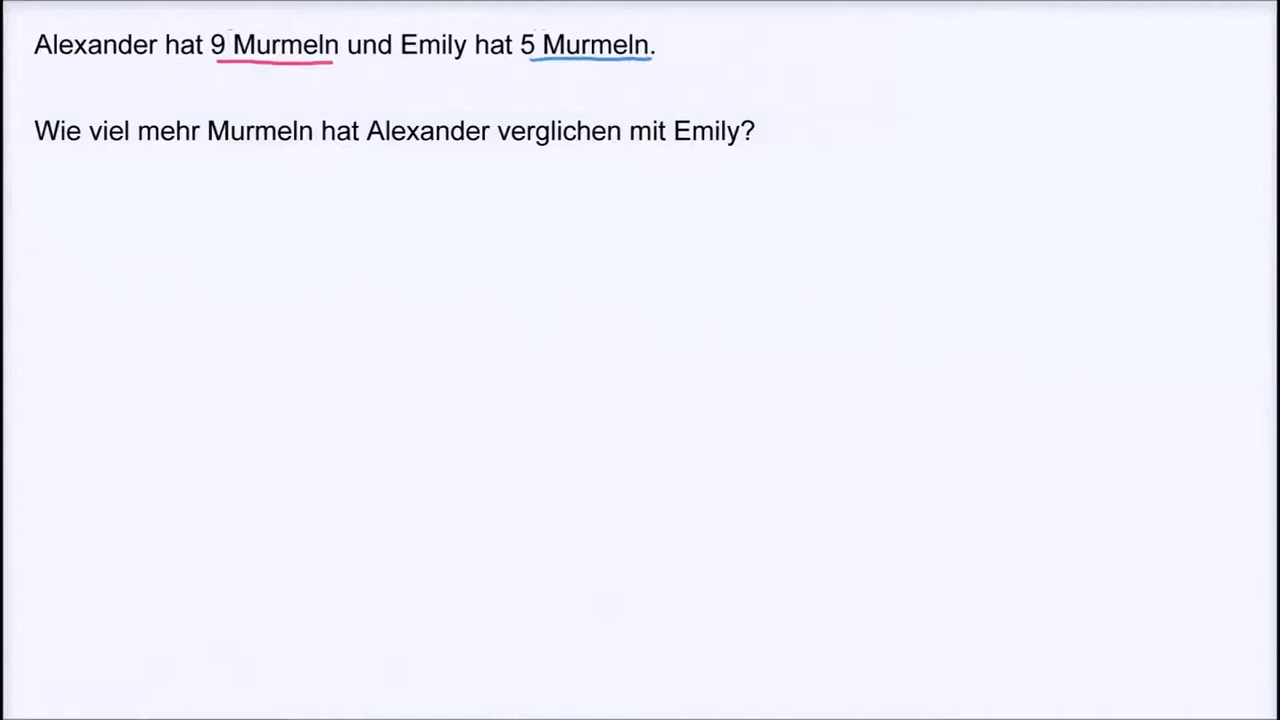 Alexander hat 9 Murmeln und Emily hat 5 Murmeln.
Wie viel mehr Murmeln hat Alexander verglichen mit Emily?